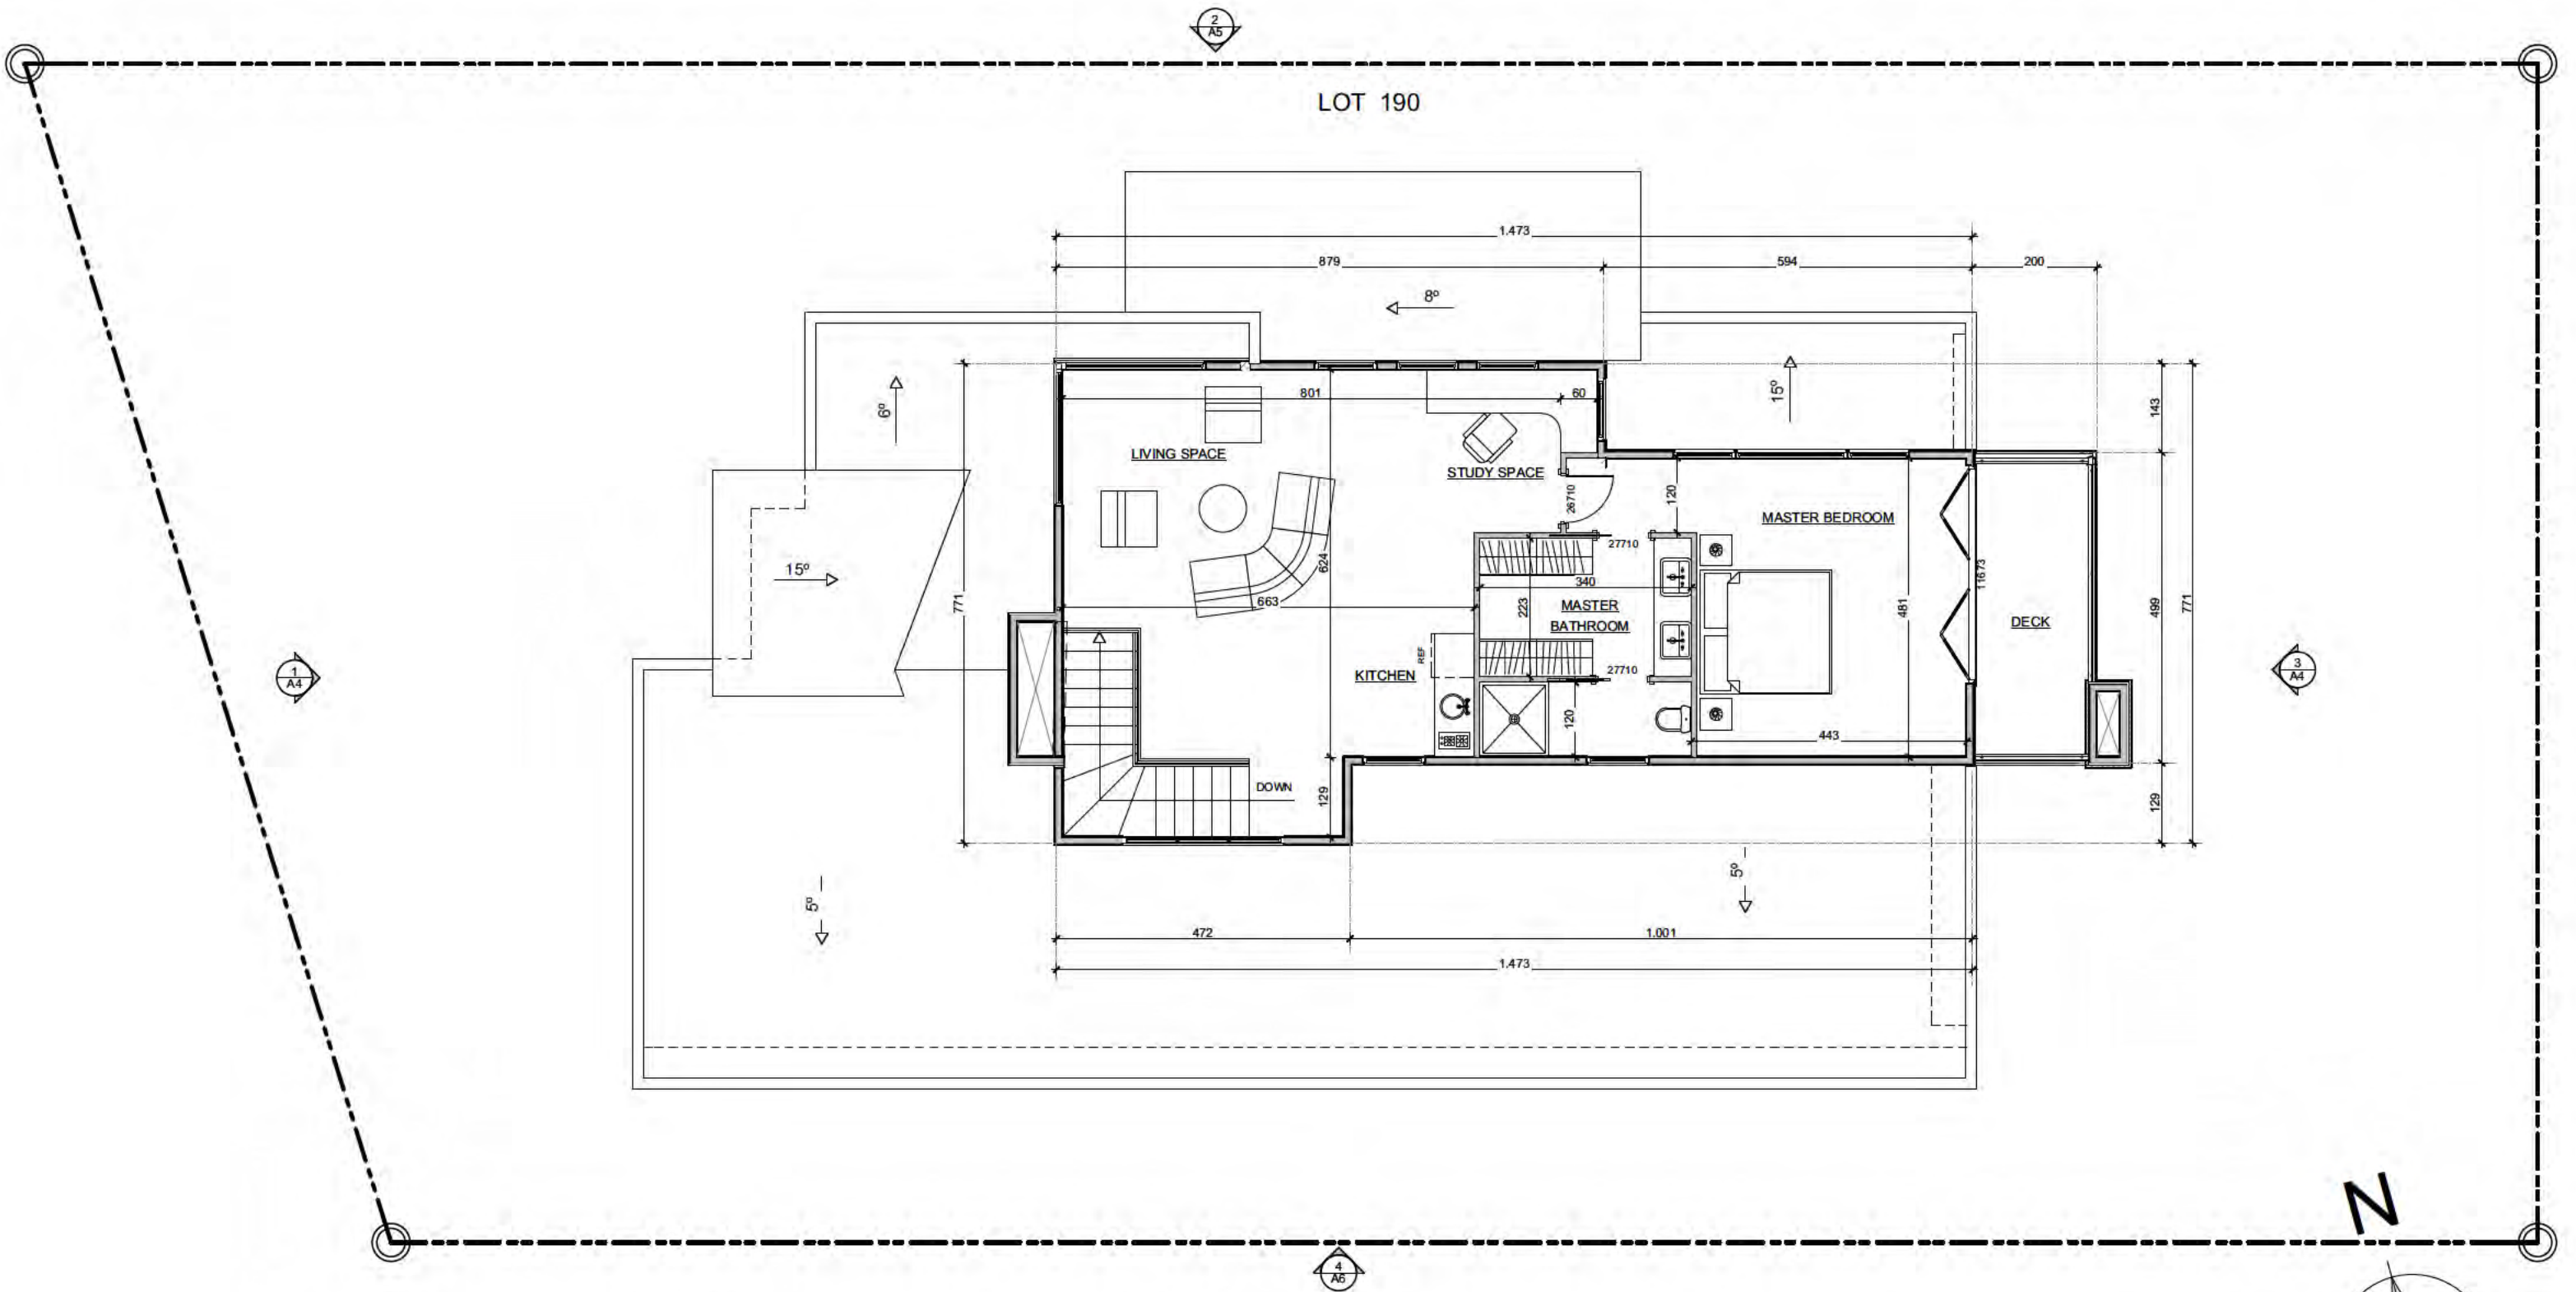 2
A5
LOT 190
1.473
879
594
200
8º
6º
15º
143
801
60
LIVING SPACE
STUDY SPACE
26710
120
MASTER BEDROOM
27710
15º
771
624
663
340
223
MASTER
BATHROOM
481
11673
DECK
499
771
1
A4
3
A4
REF
KITCHEN
27710
120
443
DOWN
129
129
5º
5º
472
1.001
1.473
N
4
A6